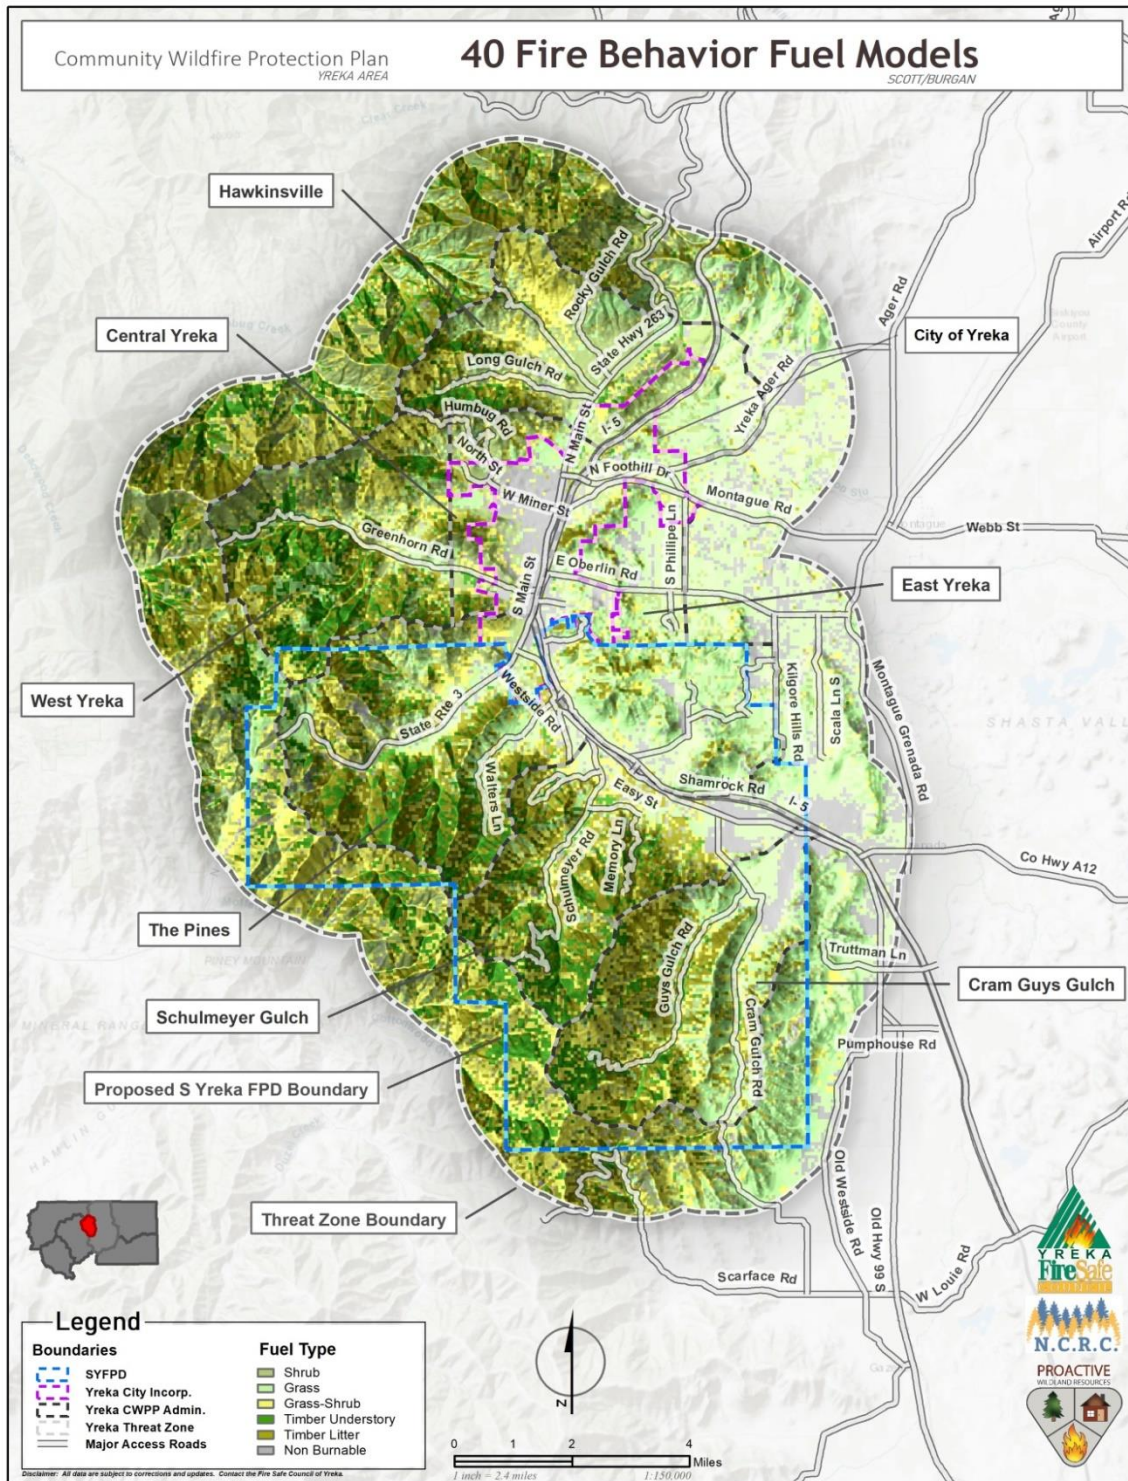 Community Wildfire Protection Plan
YREKA AREA
40 Fire Behavior Fuel Models
SCOTT/BURGAN
Hawkinsville
Central Yreka
City of Yreka
East Yreka
West Yreka
The Pines
Schulmeyer Gulch
Cram Guys Gulch
Proposed S Yreka FPD Boundary
Threat Zone Boundary
Airport Rd
Ager Rd
Rocky Gulch Rd
State Hwy 263
Long Gulch Rd
Yreka Ager Rd
Humbug Rd
N Main St
I-5
North St
N Foothill Dr
W Miner St
Montague Rd
Webb St
Greenhorn Rd
S Phillipe Ln
E Oberlin Rd
S Main St
Westside Rd
State Rte 3
Kilgore Hills Rd
Scala Ln S
Montague Grenada Rd
SHASTA VALL
Walters Ln
Easy St
Shamrock Rd
I-5
Schulmeyer Rd
Memory Ln
Co Hwy A12
Guys Gulch Rd
Cram Gulch Rd
Truttman Ln
Pumphouse Rd
PINEY MOUNTAIN
MINERAL RANGE
Old Westside Rd
Old Hwy 99 S
Scarface Rd
W Louie Rd
Legend
Boundaries
SYFPD
Yreka City Incorp.
Yreka CWPP Admin.
Yreka Threat Zone
Major Access Roads
Fuel Type
Shrub
Grass
Grass-Shrub
Timber Understory
Timber Litter
Non Burnable
Disclaimer: All data are subject to corrections and updates. Contact the Fire Safe Council of Yreka.
N
0 1 2 4
Miles
1 inch = 2.4 miles 1:150,000
YREKA
FireSafe
COUNCIL
N.C.R.C.
PROACTIVE
WILDLAND RESOURCES